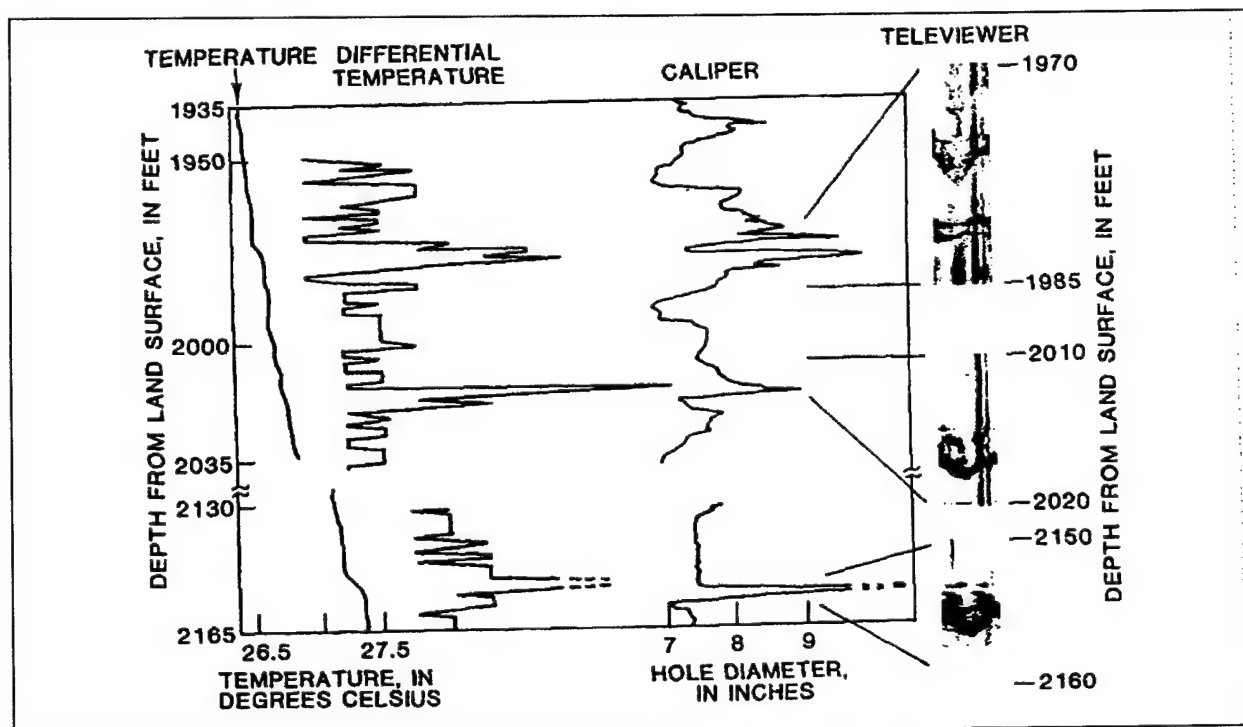 TELEVIEWER
TEMPERATURE DIFFERENTIAL TEMPERATURE
CALIPER
DEPTH FROM LAND SURFACE, IN FEET
1935
1950
2000
2035
2130
2165
26.5 27.5
TEMPERATURE, IN
DEGREES CELSIUS
7 8 9
HOLE DIAMETER,
IN INCHES
1970
1985
2010
2020
2150
2160
DEPTH FROM LAND SURFACE, IN FEET